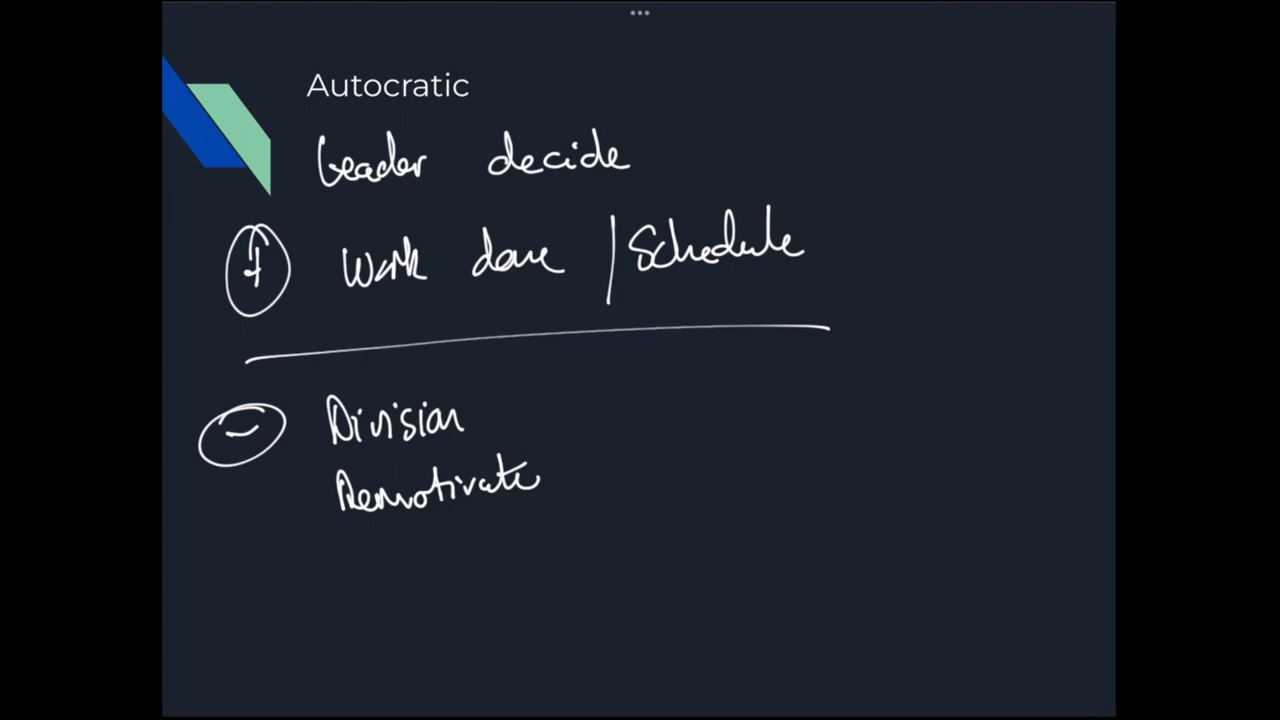 Autocratic
Leader decide
+ Work done / Schedule
- Division
Demotivate